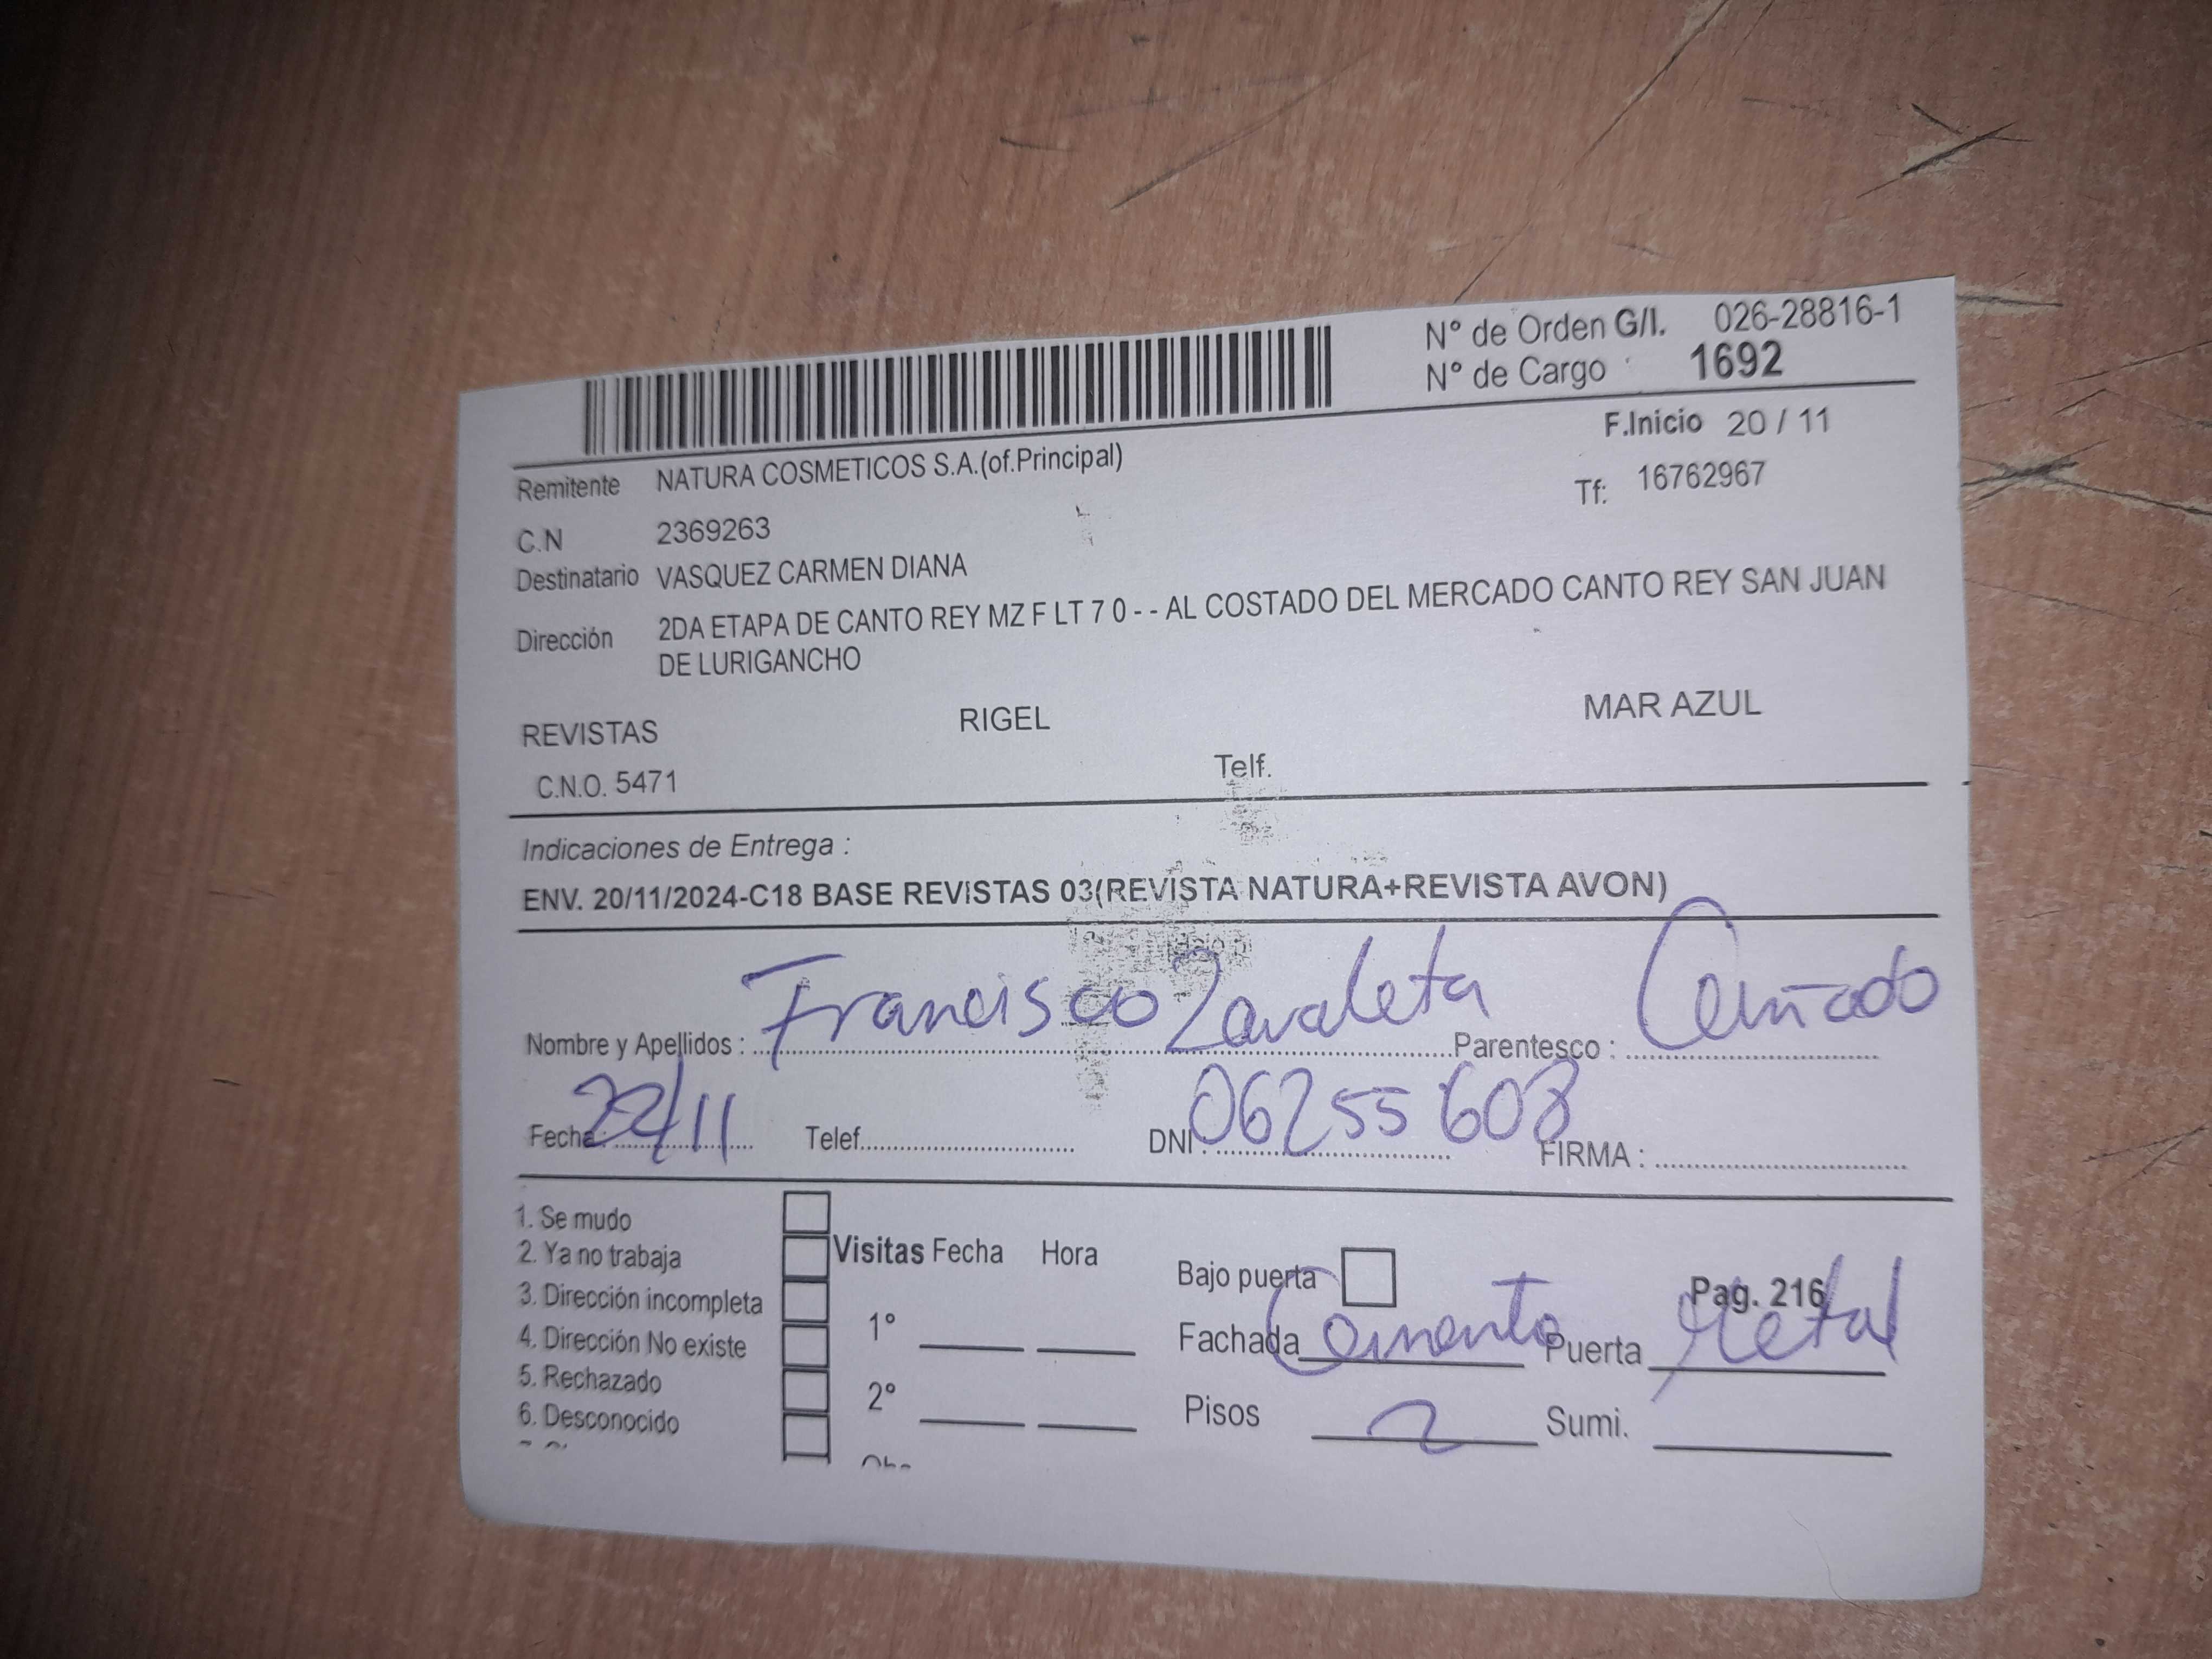 N° de Orden G/I. 026-28816-1
N° de Cargo 1692
F.Inicio 20 / 11
Remitente NATURA COSMETICOS S.A.(of.Principal)
Tf: 16762967
C.N 2369263
Destinatario VASQUEZ CARMEN DIANA
Dirección 2DA ETAPA DE CANTO REY MZ F LT 7 0 - - AL COSTADO DEL MERCADO CANTO REY SAN JUAN
DE LURIGANCHO
REVISTAS RIGEL MAR AZUL
C.N.O. 5471 Telf.
Indicaciones de Entrega :
ENV. 20/11/2024-C18 BASE REVISTAS 03(REVISTA NATURA+REVISTA AVON)
Nombre y Apellidos : Francisco Zavaleta Parentesco : Cuñado
Fecha : 22/11 Telef. DNI : 06255608 FIRMA :
1. Se mudo
2. Ya no trabaja
3. Dirección incompleta
4. Dirección No existe
5. Rechazado
6. Desconocido
Visitas Fecha Hora
1°
2°
Bajo puerta Pag. 216
Fachada Cemento Puerta Metal
Pisos 2 Sumi.